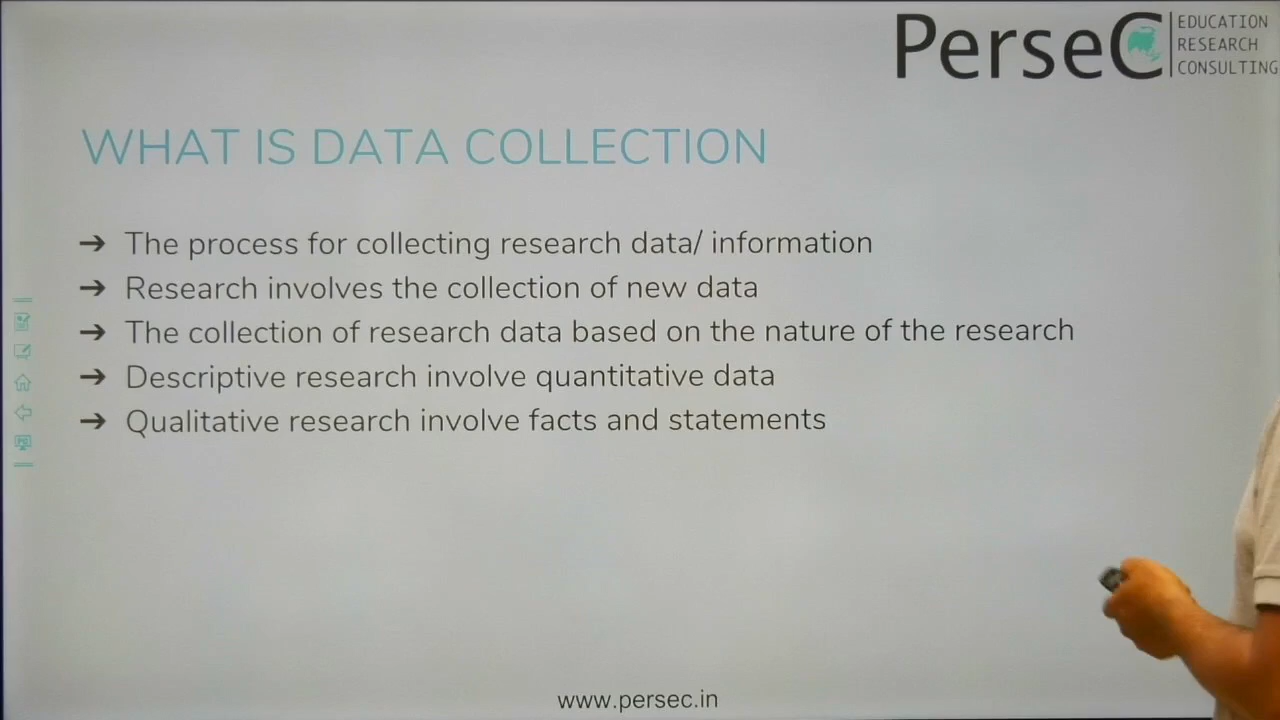 PerseC
EDUCATION
RESEARCH
CONSULTING
WHAT IS DATA COLLECTION
➔ The process for collecting research data/ information
➔ Research involves the collection of new data
➔ The collection of research data based on the nature of the research
➔ Descriptive research involve quantitative data
➔ Qualitative research involve facts and statements
www.persec.in